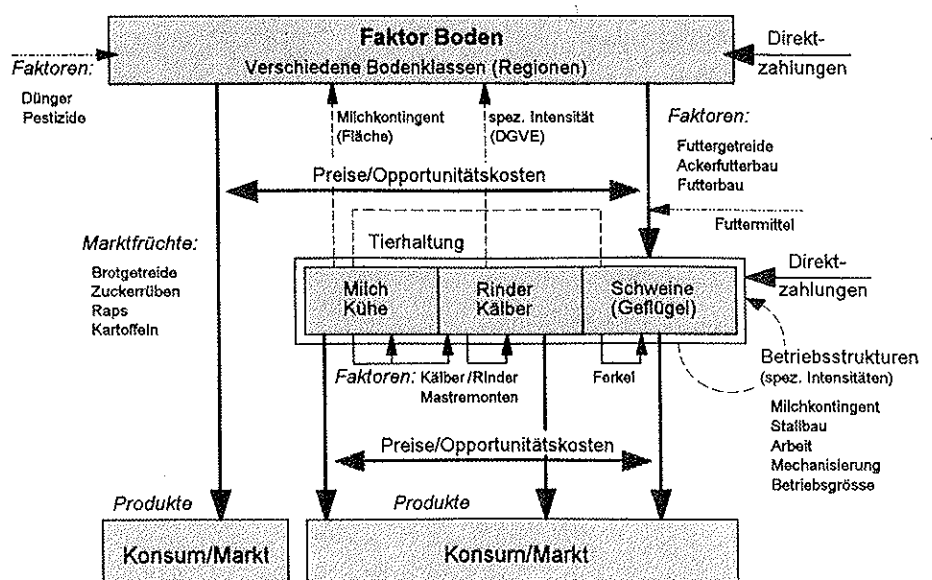 Faktor Boden
Verschiedene Bodenklassen (Regionen)
Direkt-
zahlungen
Faktoren:
Dünger
Pestizide
Milchkontingent
(Fläche)
spez. Intensität
(DGVE)
Faktoren:
Futtergetreide
Ackerfutterbau
Futterbau
Preise/Opportunitätskosten
Futtermittel
Marktfrüchte:
Brotgetreide
Zuckerrüben
Raps
Kartoffeln
Tierhaltung
Milch
Kühe
Rinder
Kälber
Schweine
(Geflügel)
Direkt-
zahlungen
Faktoren: Kälber/Rinder
Mastremonten
Ferkel
Betriebsstrukturen
(spez. Intensitäten)
Milchkontingent
Stallbau
Arbeit
Mechanisierung
Betriebsgrösse
Preise/Opportunitätskosten
Produkte
Produkte
Konsum/Markt
Konsum/Markt